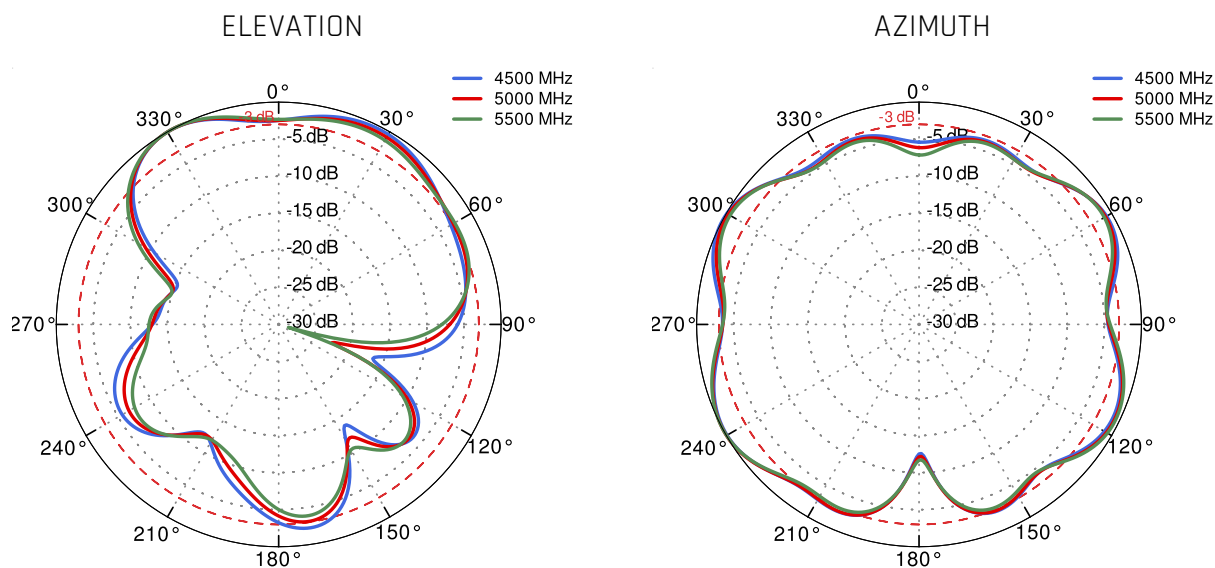 ELEVATION
4500 MHz
5000 MHz
5500 MHz
0°
330°
-3 dB
30°
-5 dB
-10 dB
300°
60°
-15 dB
-20 dB
-25 dB
-30 dB
270°
90°
240°
120°
210°
150°
180°
AZIMUTH
4500 MHz
5000 MHz
5500 MHz
0°
330°
-3 dB
30°
-5 dB
-10 dB
300°
60°
-15 dB
-20 dB
-25 dB
-30 dB
270°
90°
240°
120°
210°
150°
180°